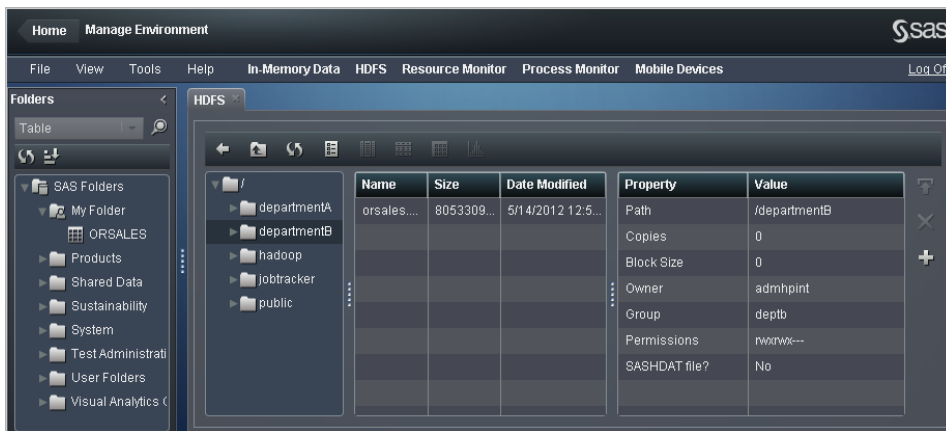 Home Manage Environment
sas
File View Tools Help In-Memory Data HDFS Resource Monitor Process Monitor Mobile Devices Log Of
Folders
HDFS
Table
SAS Folders
My Folder
ORSALES
Products
Shared Data
Sustainability
System
Test Administrati
User Folders
Visual Analytics C
/
departmentA
departmentB
hadoop
jobtracker
public
Name Size Date Modified
orsales.... 8053309... 5/14/2012 12:5...
Property Value
Path /departmentB
Copies 0
Block Size 0
Owner admhpint
Group deptb
Permissions rwxrwx---
SASHDAT file? No